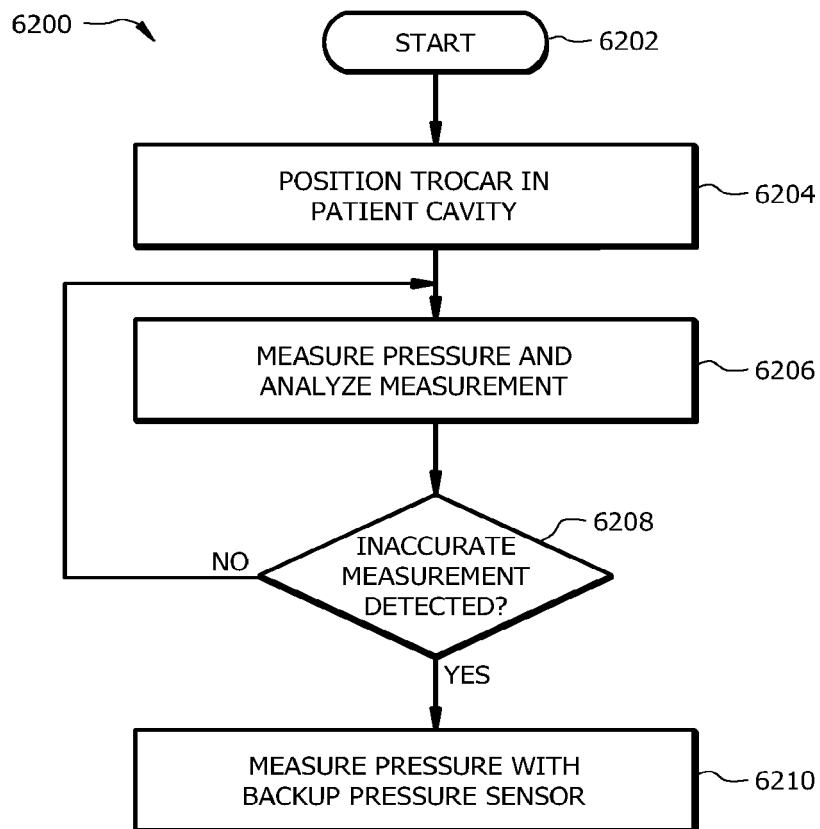 6200
START
6202
POSITION TROCAR IN
PATIENT CAVITY
6204
MEASURE PRESSURE AND
ANALYZE MEASUREMENT
6206
6208
INACCURATE
MEASUREMENT
DETECTED?
NO
YES
MEASURE PRESSURE WITH
BACKUP PRESSURE SENSOR
6210